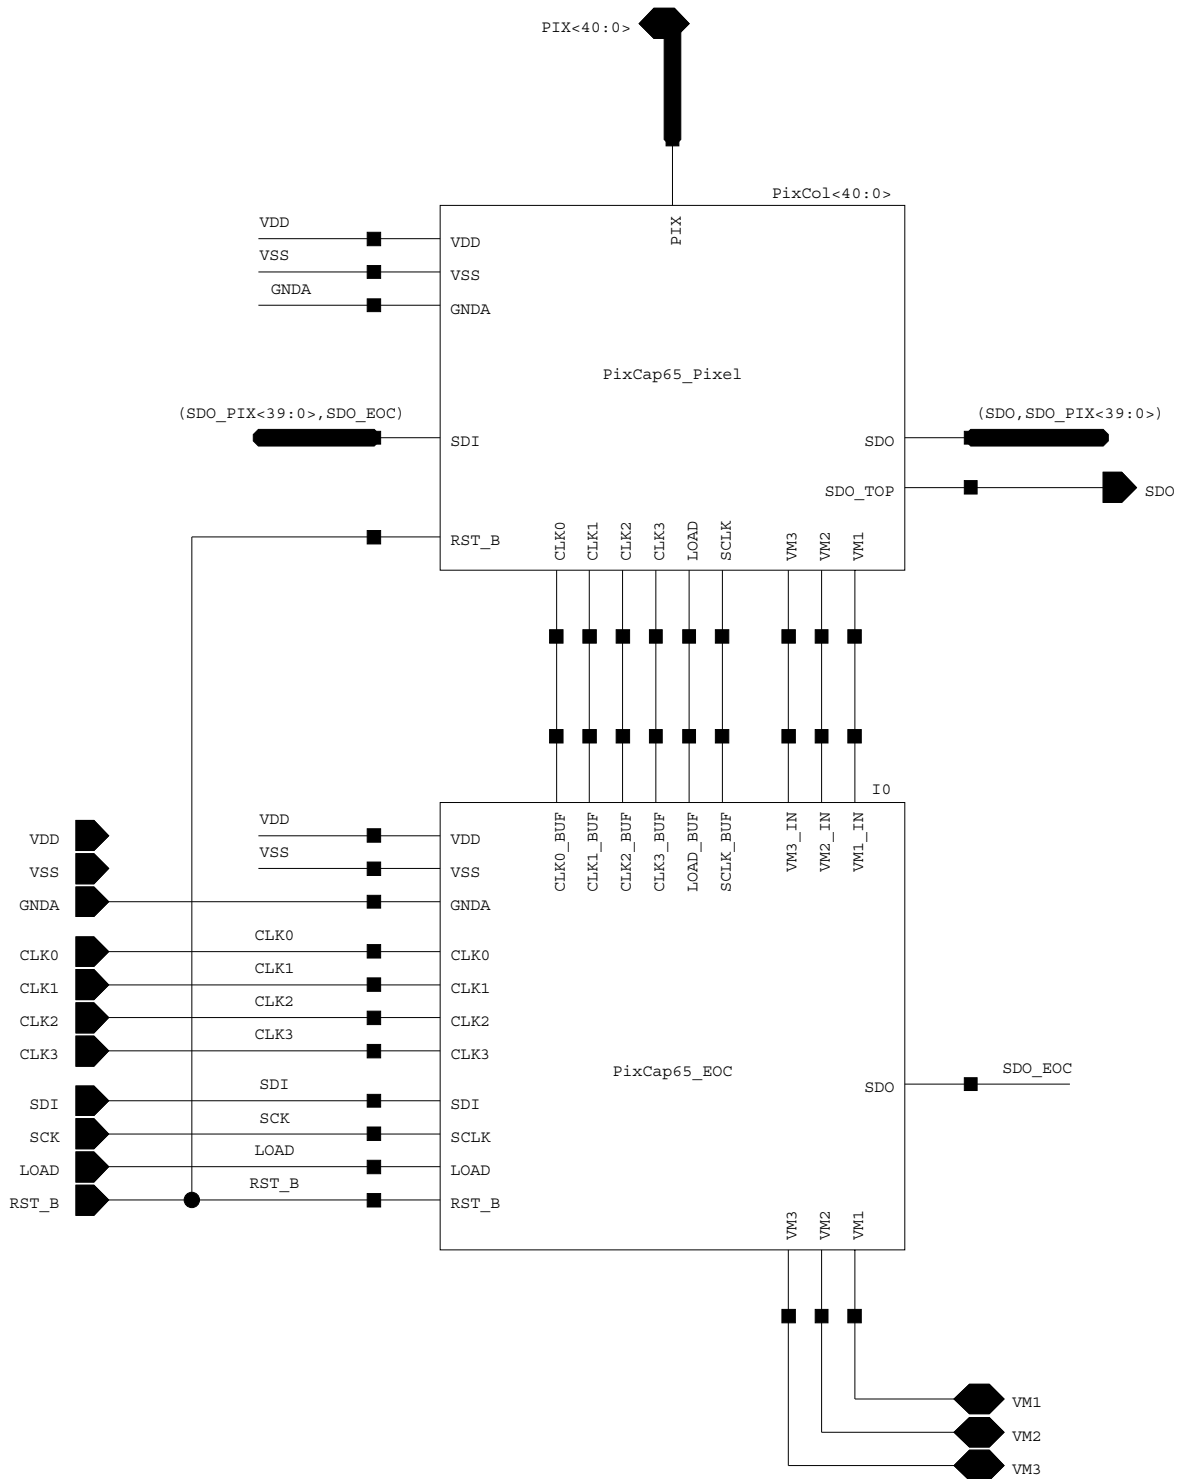 PIX<40:0>
PixCol<40:0>
PIX
VDD
VDD
VSS
VSS
GNDA
GNDA
PixCap65_Pixel
(SDO_PIX<39:0>,SDO_EOC)
SDI
(SDO,SDO_PIX<39:0>)
SDO
SDO_TOP
SDO
RST_B
CLK0
CLK1
CLK2
CLK3
LOAD
SCLK
VM3
VM2
VM1
I0
CLK0_BUF
CLK1_BUF
CLK2_BUF
CLK3_BUF
LOAD_BUF
SCLK_BUF
VM3_IN
VM2_IN
VM1_IN
VDD
VDD
VDD
VSS
VSS
VSS
GNDA
GNDA
CLK0
CLK0
CLK0
CLK1
CLK1
CLK1
CLK2
CLK2
CLK2
CLK3
CLK3
CLK3
PixCap65_EOC
SDO
SDO_EOC
SDI
SDI
SDI
SCK
SCK
SCLK
LOAD
LOAD
LOAD
RST_B
RST_B
RST_B
VM3
VM2
VM1
VM1
VM2
VM3